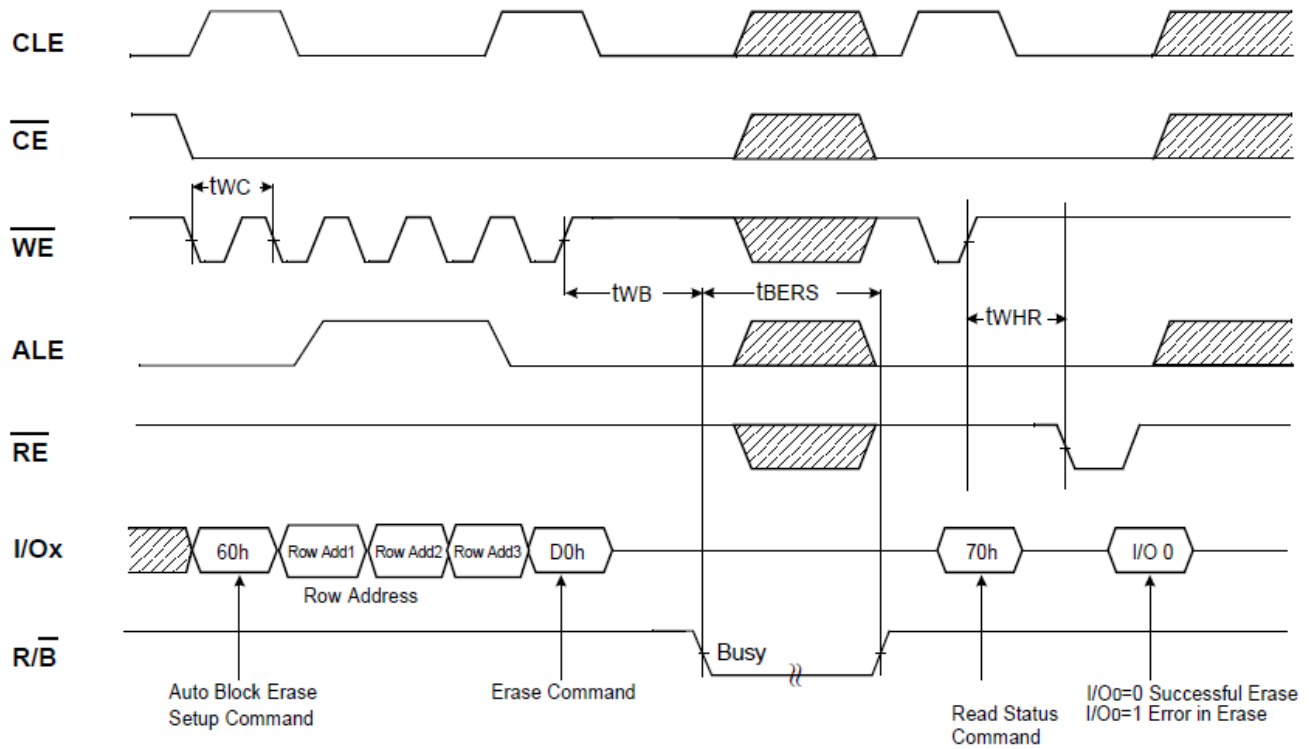 CLE
CE
tWC
WE
tWB
tBERS
tWHR
ALE
RE
I/Ox
60h
Row Add1
Row Add2
Row Add3
D0h
70h
I/O 0
Row Address
R/B
Busy
Auto Block Erase
Setup Command
Erase Command
Read Status
Command
I/O0=0 Successful Erase
I/O0=1 Error in Erase